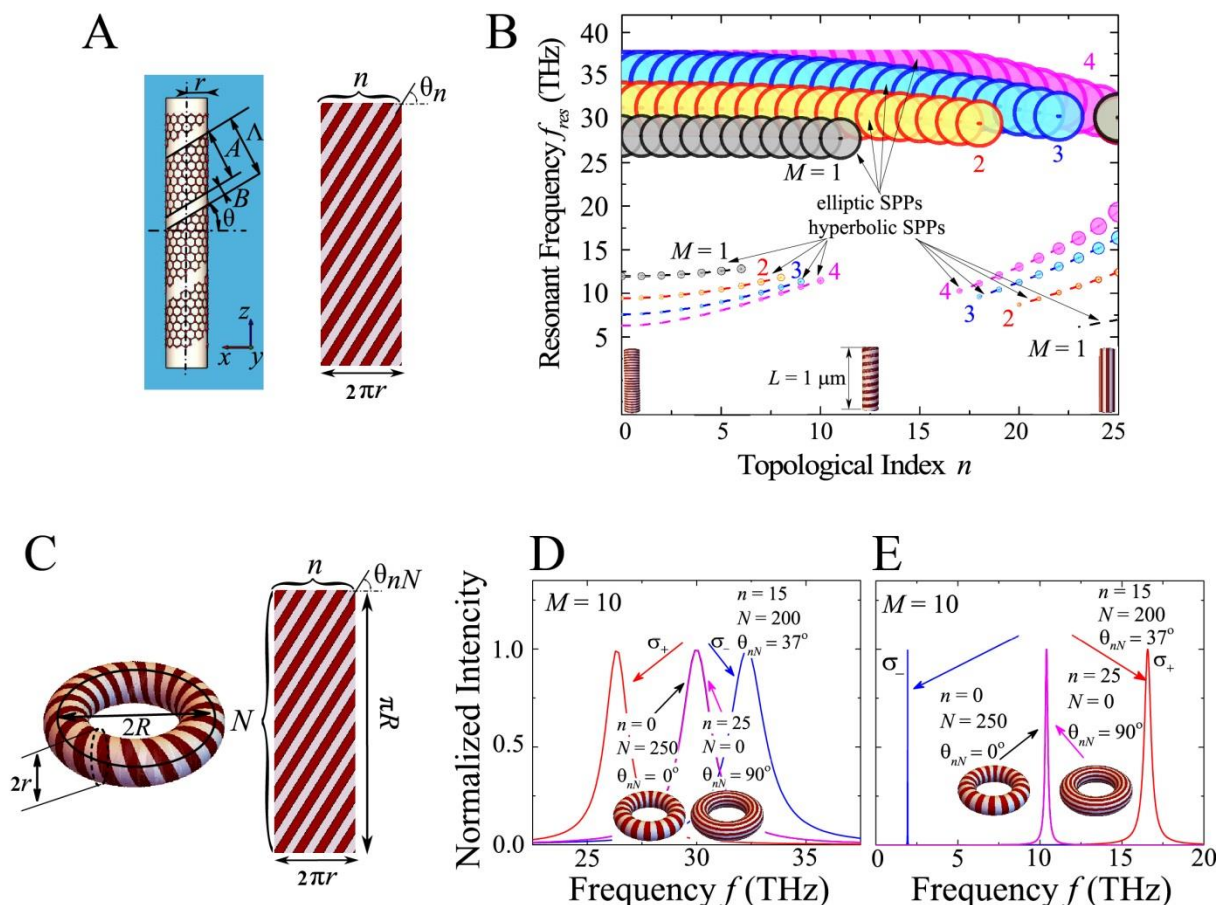 A
r
Λ
A
B
θ
z
x
y
n
θn
2πr
B
Resonant Frequency fres (THz)
40
35
30
25
20
15
10
5
4
3
2
M = 1
elliptic SPPs
hyperbolic SPPs
M = 1
2
3
4
4
3
2
M = 1
L = 1 μm
0
5
10
15
20
25
Topological Index n
C
2R
2r
N
n
θnN
πR
2πr
D
Normalized Intencity
M = 10
1.0
0.5
0.0
σ+
σ−
n = 15
N = 200
θnN = 37°
n = 0
N = 250
θnN = 0°
n = 25
N = 0
θnN = 90°
25
30
35
Frequency f (THz)
E
M = 10
σ−
n = 15
N = 200
θnN = 37°
σ+
n = 0
N = 250
θnN = 0°
n = 25
N = 0
θnN = 90°
0
5
10
15
20
Frequency f (THz)